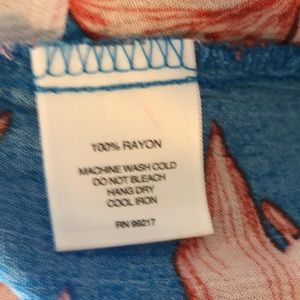 100% RAYON
MACHINE WASH COLD
DO NOT BLEACH
HANG DRY
COOL IRON
RN 99217